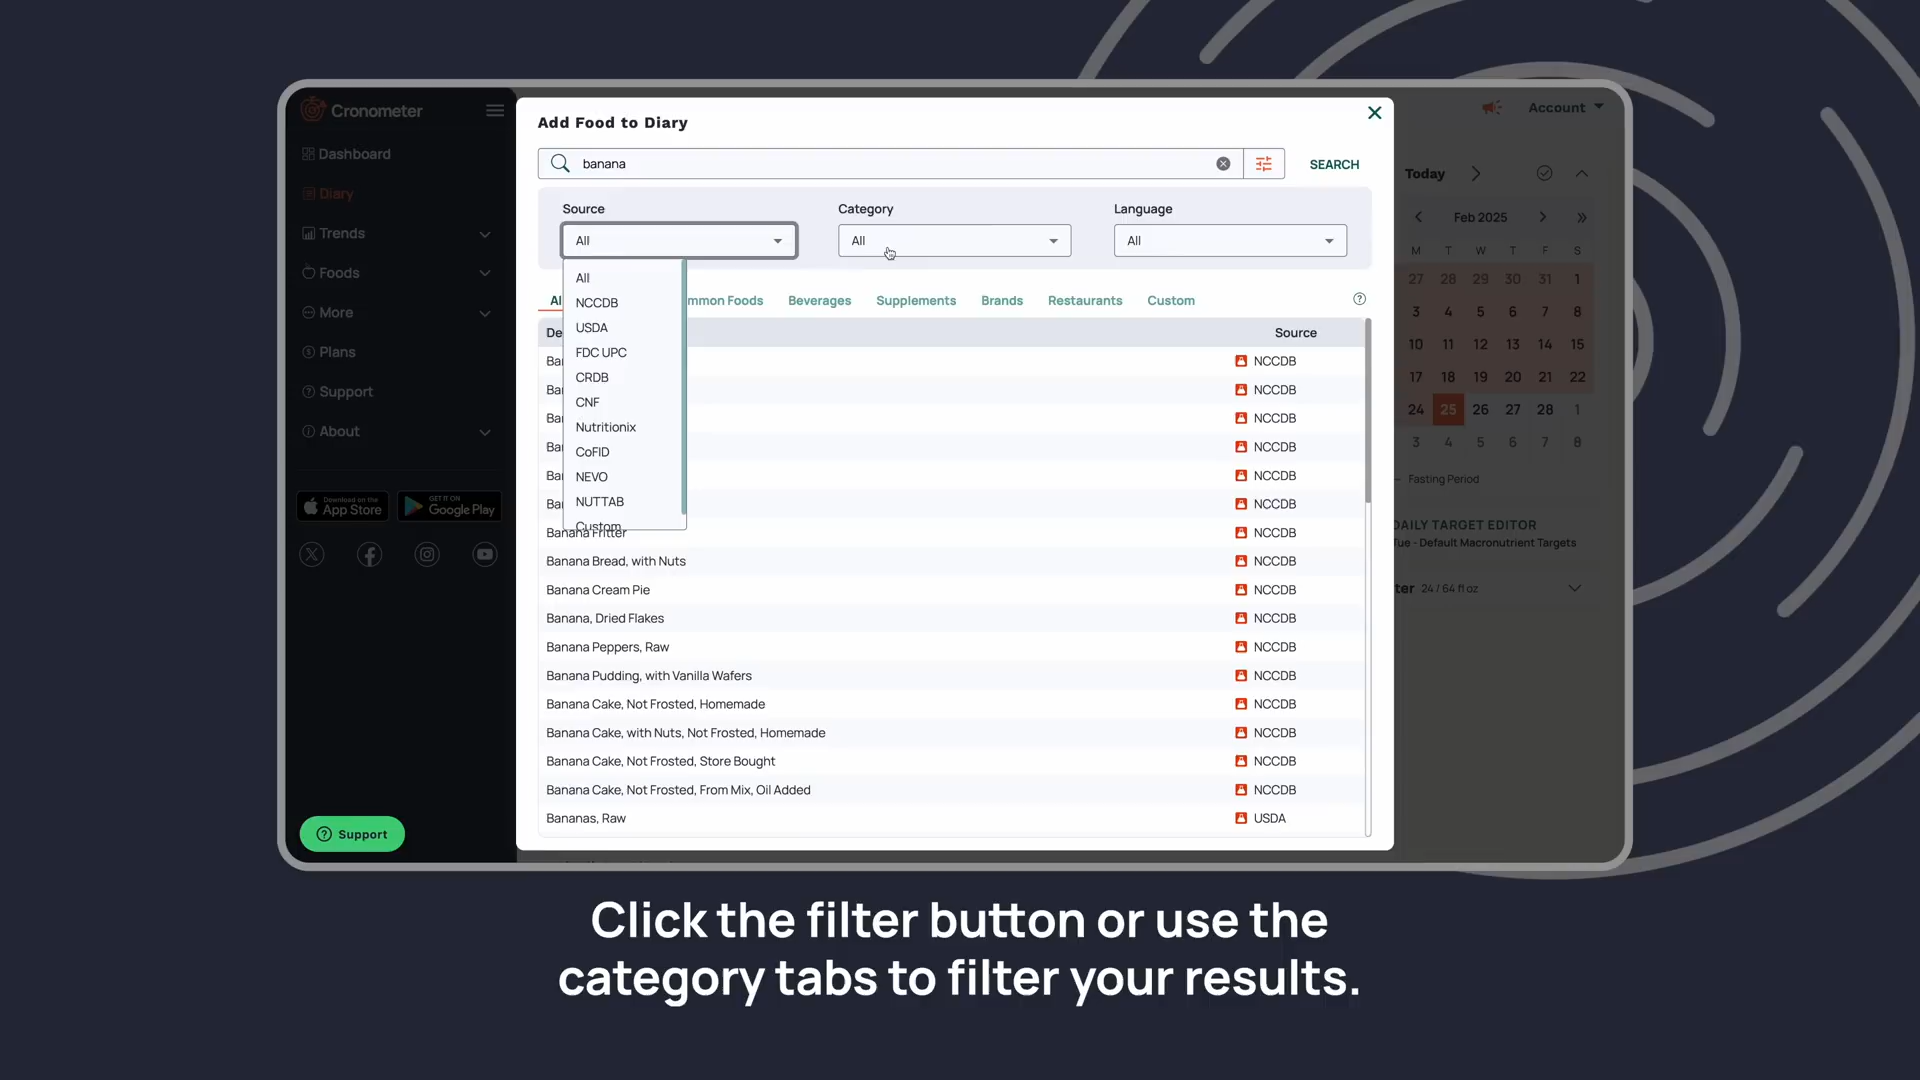 Cronometer
Dashboard
Diary
Trends
Foods
More
Plans
Support
About
Download on the
App Store
GET IT ON
Google Play
Support
Add Food to Diary
banana
SEARCH
Source
Category
Language
All
All
All
All
NCCDB
USDA
FDC UPC
CRDB
CNF
Nutritionix
CoFID
NEVO
NUTTAB
Custom
Beverages
Supplements
Brands
Restaurants
Custom
Source
NCCDB
NCCDB
NCCDB
NCCDB
NCCDB
NCCDB
Banana Fritter NCCDB
Banana Bread, with Nuts NCCDB
Banana Cream Pie NCCDB
Banana, Dried Flakes NCCDB
Banana Peppers, Raw NCCDB
Banana Pudding, with Vanilla Wafers NCCDB
Banana Cake, Not Frosted, Homemade NCCDB
Banana Cake, with Nuts, Not Frosted, Homemade NCCDB
Banana Cake, Not Frosted, Store Bought NCCDB
Banana Cake, Not Frosted, From Mix, Oil Added NCCDB
Bananas, Raw USDA
Account
Today
Feb 2025
M T W T F S
27 28 29 30 31 1
3 4 5 6 7 8
10 11 12 13 14 15
17 18 19 20 21 22
24 25 26 27 28 1
3 4 5 6 7 8
Fasting Period
DAILY TARGET EDITOR
Tue - Default Macronutrient Targets
24 / 64 fl oz
Click the filter button or use the
category tabs to filter your results.